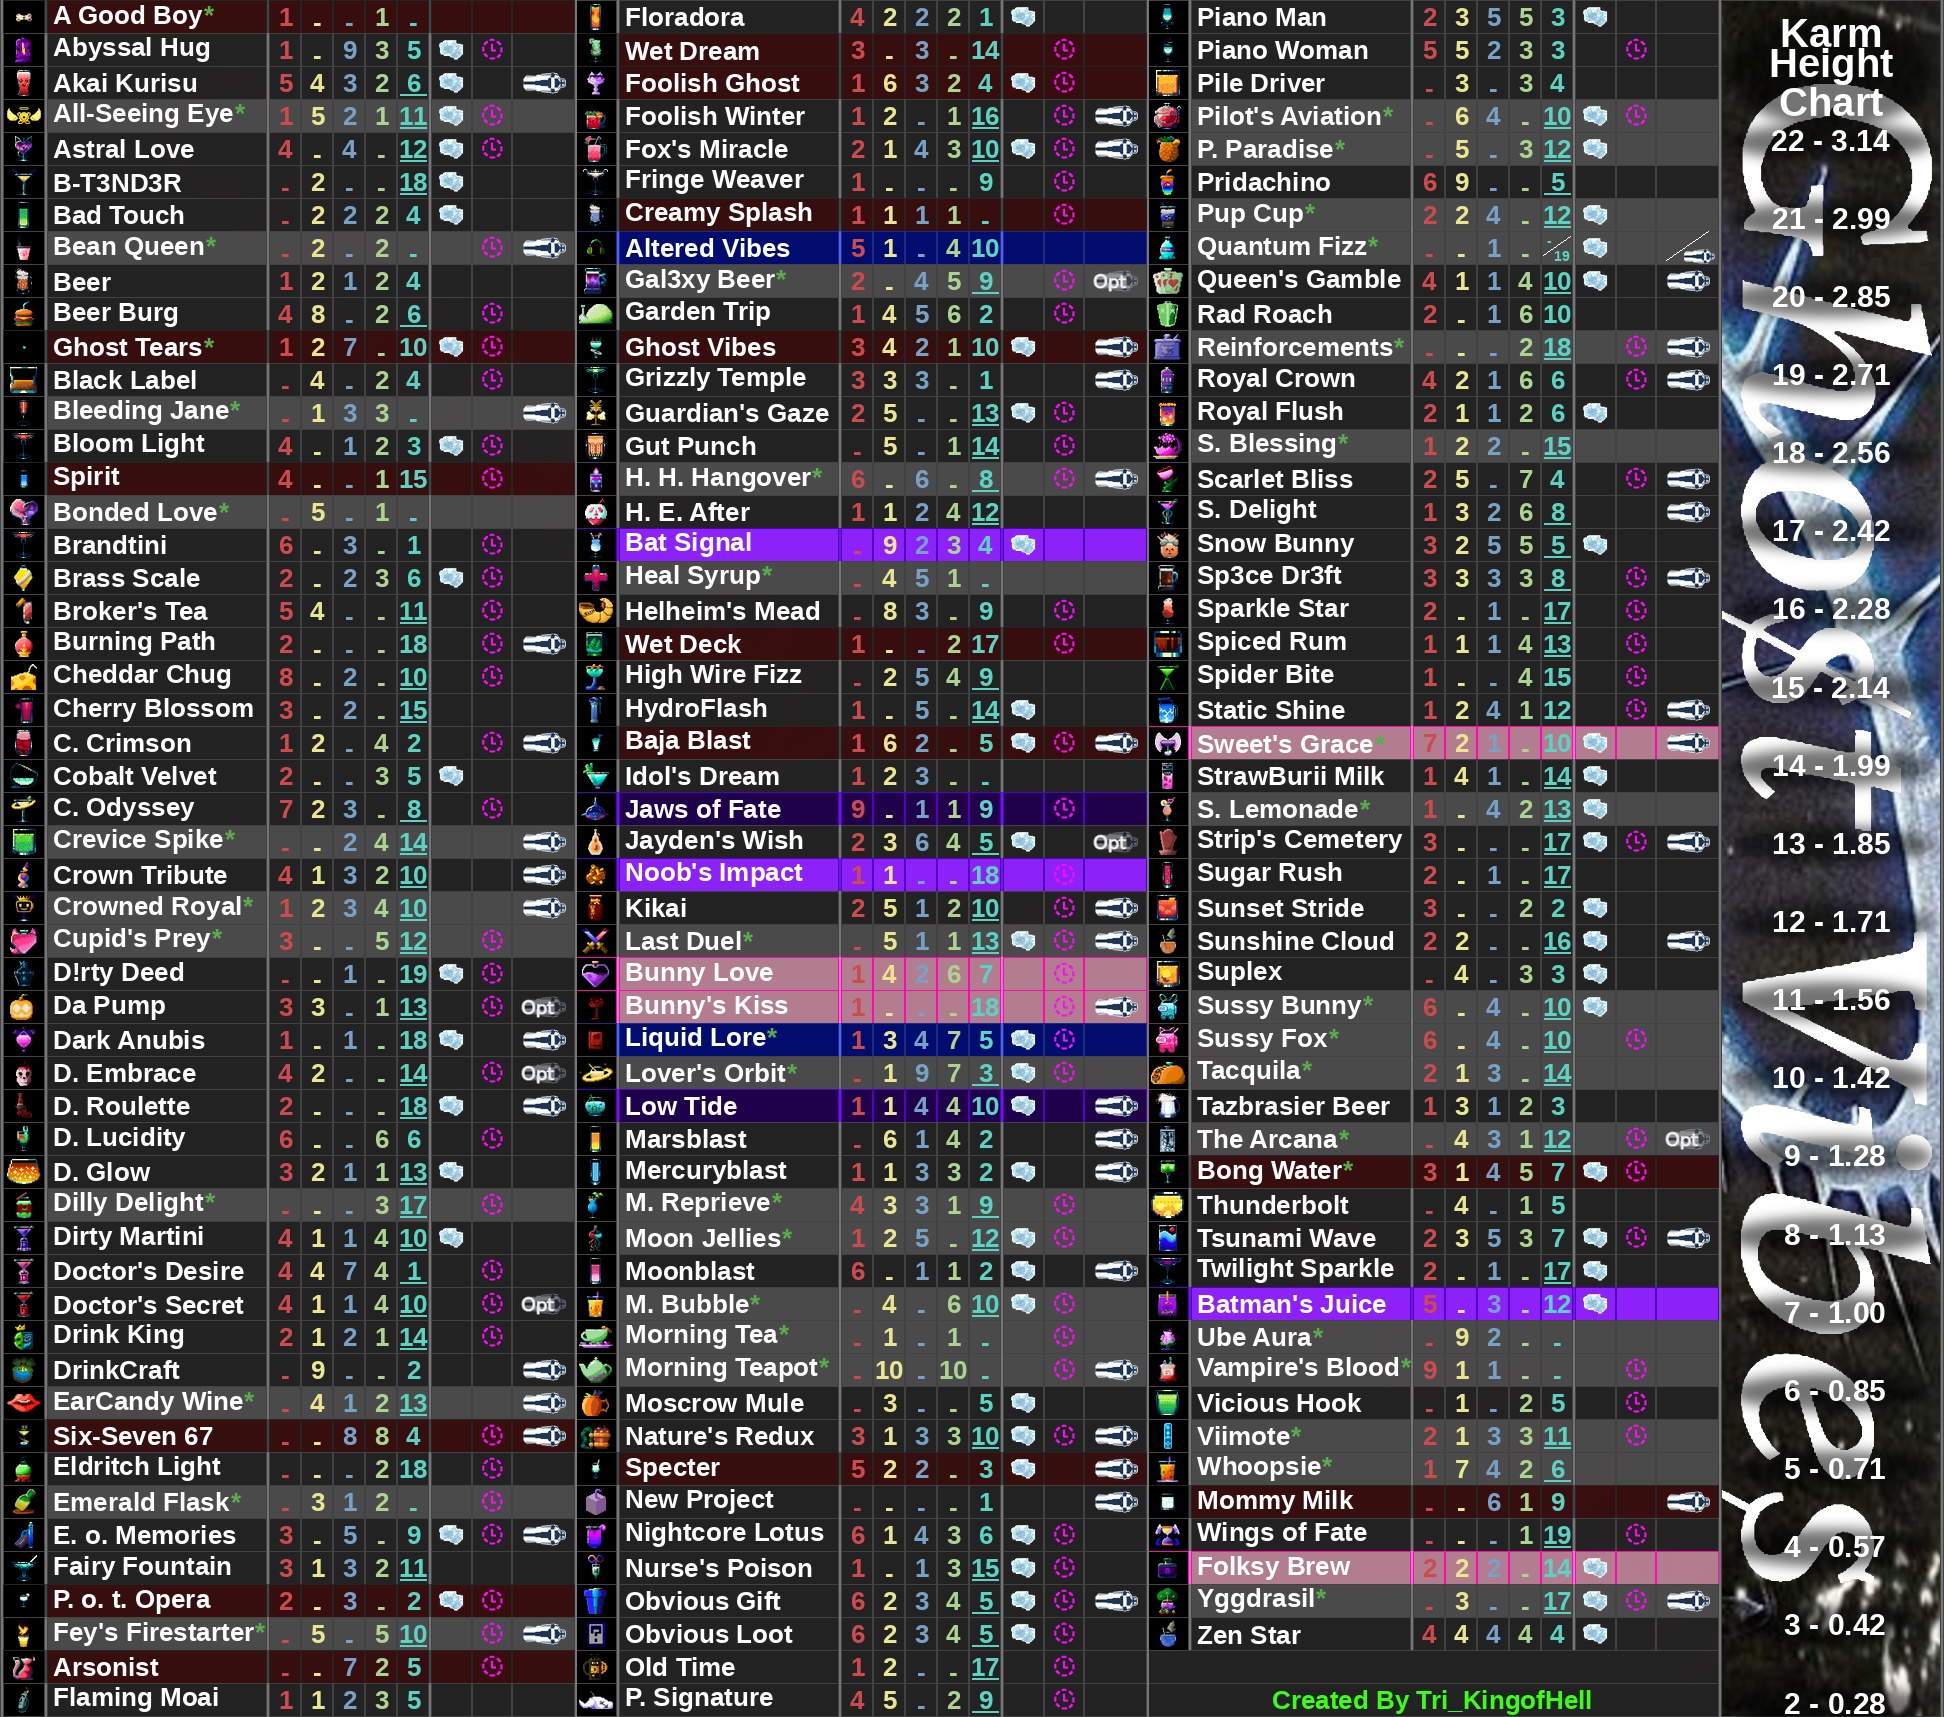 A Good Boy* 1 - - 1 -
Abyssal Hug 1 - 9 3 5
Akai Kurisu 5 4 3 2 6
All-Seeing Eye* 1 5 2 1 11
Astral Love 4 - 4 - 12
B-T3ND3R - 2 - - 18
Bad Touch - 2 2 2 4
Bean Queen* - 2 - 2 -
Beer 1 2 1 2 4
Beer Burg 4 8 - 2 6
Ghost Tears* 1 2 7 - 10
Black Label - 4 - 2 4
Bleeding Jane* - 1 3 3 -
Bloom Light 4 - 1 2 3
Spirit 4 - - 1 15
Bonded Love* - 5 - 1 -
Brandtini 6 - 3 - 1
Brass Scale 2 - 2 3 6
Broker's Tea 5 4 - - 11
Burning Path 2 - - - 18
Cheddar Chug 8 - 2 - 10
Cherry Blossom 3 - 2 - 15
C. Crimson 1 2 - 4 2
Cobalt Velvet 2 - - 3 5
C. Odyssey 7 2 3 - 8
Crevice Spike* - - 2 4 14
Crown Tribute 4 1 3 2 10
Crowned Royal* 1 2 3 4 10
Cupid's Prey* 3 - - 5 12
D!rty Deed - - 1 - 19
Da Pump 3 3 - 1 13 Opt
Dark Anubis 1 - 1 - 18
D. Embrace 4 2 - - 14 Opt
D. Roulette 2 - - - 18
D. Lucidity 6 - - 6 6
D. Glow 3 2 1 1 13
Dilly Delight* - - - 3 17
Dirty Martini 4 1 1 4 10
Doctor's Desire 4 4 7 4 1
Doctor's Secret 4 1 1 4 10 Opt
Drink King 2 1 2 1 14
DrinkCraft - 9 - - 2
EarCandy Wine* - 4 1 2 13
Six-Seven 67 - - 8 8 4
Eldritch Light - - - 2 18
Emerald Flask* - 3 1 2 -
E. o. Memories 3 - 5 - 9
Fairy Fountain 3 1 3 2 11
P. o. t. Opera 2 - 3 - 2
Fey's Firestarter* - 5 - 5 10
Arsonist - - 7 2 5
Flaming Moai 1 1 2 3 5
Floradora 4 2 2 2 1
Wet Dream 3 - 3 - 14
Foolish Ghost 1 6 3 2 4
Foolish Winter 1 2 - 1 16
Fox's Miracle 2 1 4 3 10
Fringe Weaver 1 - - - 9
Creamy Splash 1 1 1 1 -
Altered Vibes 5 1 - 4 10
Gal3xy Beer* 2 - 4 5 9 Opt
Garden Trip 1 4 5 6 2
Ghost Vibes 3 4 2 1 10
Grizzly Temple 3 3 3 - 1
Guardian's Gaze 2 5 - - 13
Gut Punch - 5 - 1 14
H. H. Hangover* 6 - 6 - 8
H. E. After 1 1 2 4 12
Bat Signal - 9 2 3 4
Heal Syrup* - 4 5 1 -
Helheim's Mead - 8 3 - 9
Wet Deck 1 - - 2 17
High Wire Fizz - 2 5 4 9
HydroFlash 1 - 5 - 14
Baja Blast 1 6 2 - 5
Idol's Dream 1 2 3 - -
Jaws of Fate 9 - 1 1 9
Jayden's Wish 2 3 6 4 5 Opt
Noob's Impact 1 1 - - 18
Kikai 2 5 1 2 10
Last Duel* - 5 1 1 13
Bunny Love 1 4 2 6 7
Bunny's Kiss 1 - - - 18
Liquid Lore* 1 3 4 7 5
Lover's Orbit* - 1 9 7 3
Low Tide 1 1 4 4 10
Marsblast - 6 1 4 2
Mercuryblast 1 1 3 3 2
M. Reprieve* 4 3 3 1 9
Moon Jellies* 1 2 5 - 12
Moonblast 6 - 1 1 2
M. Bubble* - 4 - 6 10
Morning Tea* - 1 - 1 -
Morning Teapot* - 10 - 10 -
Moscrow Mule - 3 - - 5
Nature's Redux 3 1 3 3 10
Specter 5 2 2 - 3
New Project - - - - 1
Nightcore Lotus 6 1 4 3 6
Nurse's Poison 1 - 1 3 15
Obvious Gift 6 2 3 4 5
Obvious Loot 6 2 3 4 5
Old Time 1 2 - - 17
P. Signature 4 5 - 2 9
Piano Man 2 3 5 5 3
Piano Woman 5 5 2 3 3
Pile Driver - 3 - 3 4
Pilot's Aviation* - 6 4 - 10
P. Paradise* - 5 - 3 12
Pridachino 6 9 - - 5
Pup Cup* 2 2 4 - 12
Quantum Fizz* - - 1 - -/19
Queen's Gamble 4 1 1 4 10
Rad Roach 2 - 1 6 10
Reinforcements* - - - 2 18
Royal Crown 4 2 1 6 6
Royal Flush 2 1 1 2 6
S. Blessing* 1 2 2 - 15
Scarlet Bliss 2 5 - 7 4
S. Delight 1 3 2 6 8
Snow Bunny 3 2 5 5 5
Sp3ce Dr3ft 3 3 3 3 8
Sparkle Star 2 - 1 - 17
Spiced Rum 1 1 1 4 13
Spider Bite 1 - - 4 15
Static Shine 1 2 4 1 12
Sweet's Grace* 7 2 1 - 10
StrawBurii Milk 1 4 1 - 14
S. Lemonade* 1 - 4 2 13
Strip's Cemetery 3 - - - 17
Sugar Rush 2 - 1 - 17
Sunset Stride 3 - - 2 2
Sunshine Cloud 2 2 - - 16
Suplex - 4 - 3 3
Sussy Bunny* 6 - 4 - 10
Sussy Fox* 6 - 4 - 10
Tacquila* 2 1 3 - 14
Tazbrasier Beer 1 3 1 2 3
The Arcana* - 4 3 1 12 Opt
Bong Water* 3 1 4 5 7
Thunderbolt - 4 - 1 5
Tsunami Wave 2 3 5 3 7
Twilight Sparkle 2 - 1 - 17
Batman's Juice 5 - 3 - 12
Ube Aura* - 9 2 - -
Vampire's Blood* 9 1 1 - -
Vicious Hook - 1 - 2 5
Viimote* 2 1 3 3 11
Whoopsie* 1 7 4 2 6
Mommy Milk - - 6 1 9
Wings of Fate - - - 1 19
Folksy Brew 2 2 2 - 14
Yggdrasil* - 3 - - 17
Zen Star 4 4 4 4 4
Created By Tri_KingofHell
Karm
Height
Chart
22 - 3.14
21 - 2.99
20 - 2.85
19 - 2.71
18 - 2.56
17 - 2.42
16 - 2.28
15 - 2.14
14 - 1.99
13 - 1.85
12 - 1.71
11 - 1.56
10 - 1.42
9 - 1.28
8 - 1.13
7 - 1.00
6 - 0.85
5 - 0.71
4 - 0.57
3 - 0.42
2 - 0.28
Gho&t Vibes